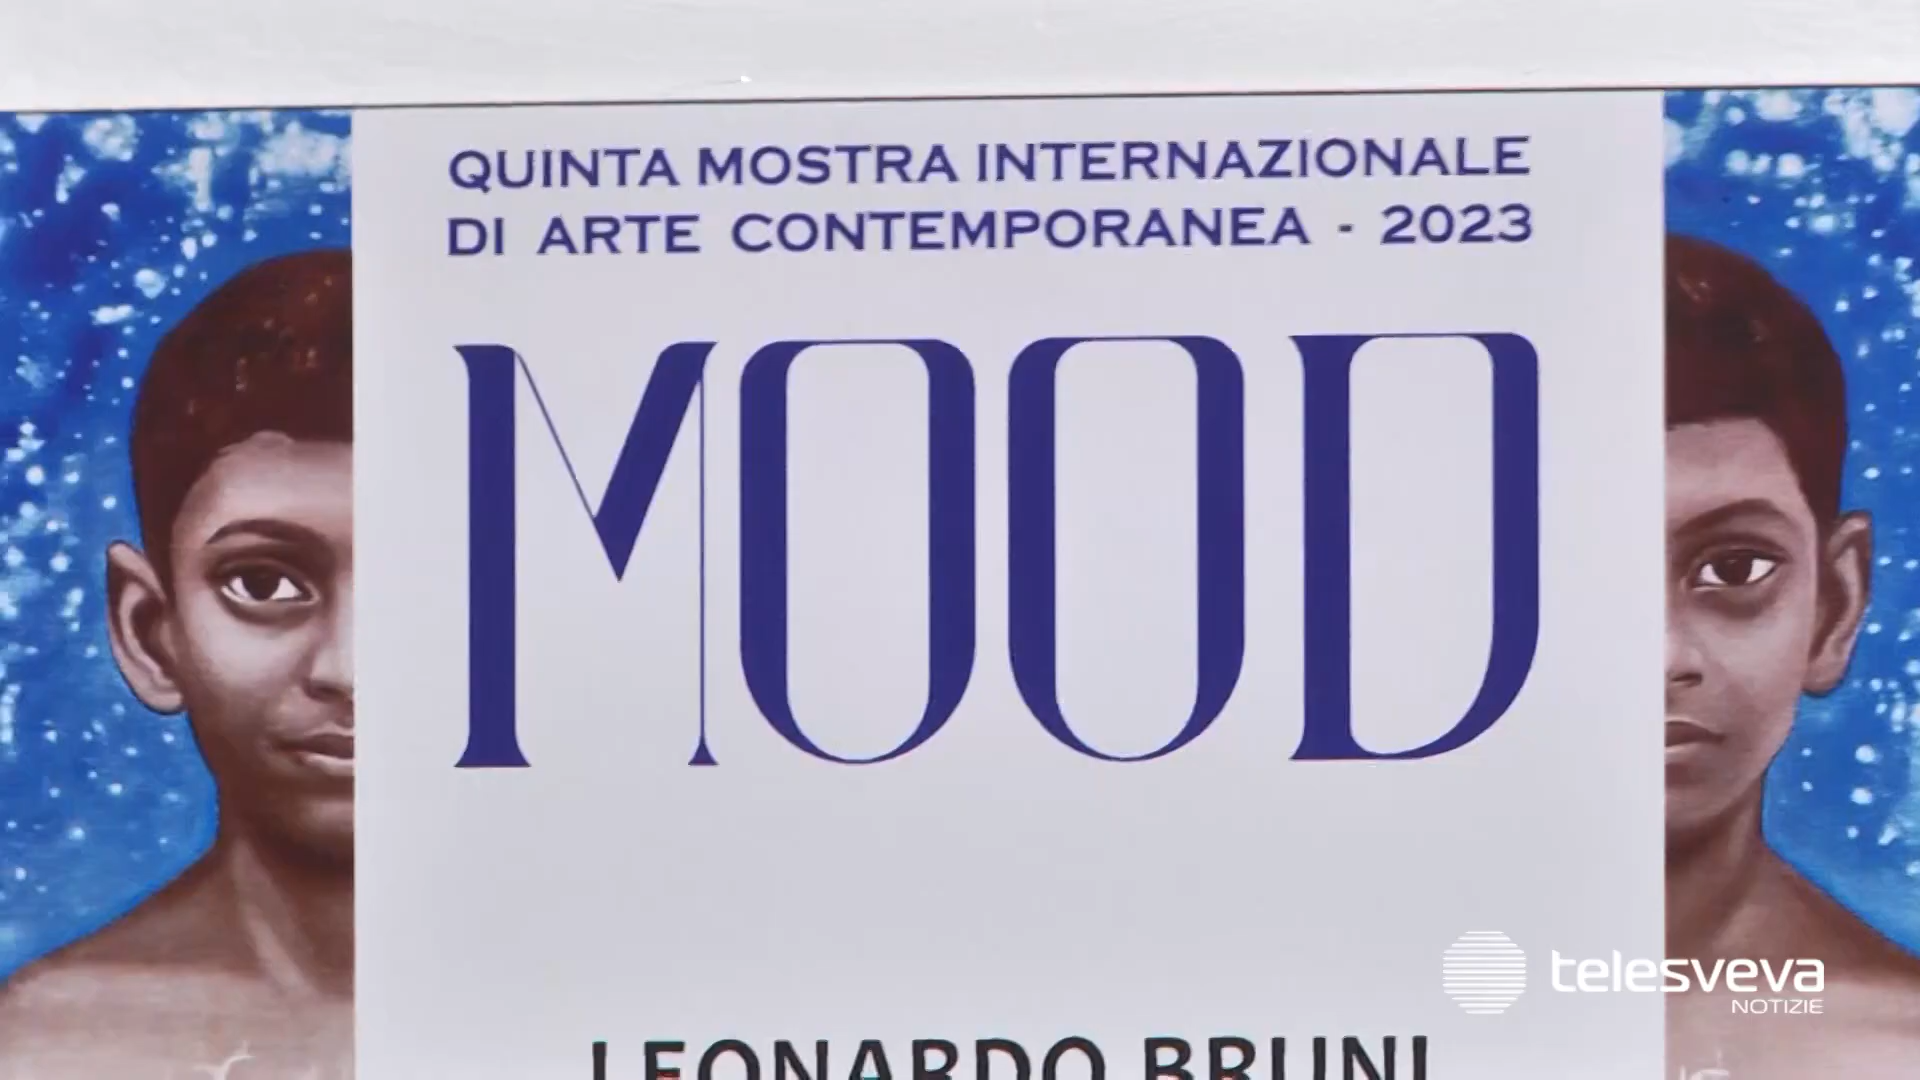 QUINTA MOSTRA INTERNAZIONALE
DI ARTE CONTEMPORANEA - 2023
MOOD
telesveva
NOTIZIE
LEONARDO BRUNI